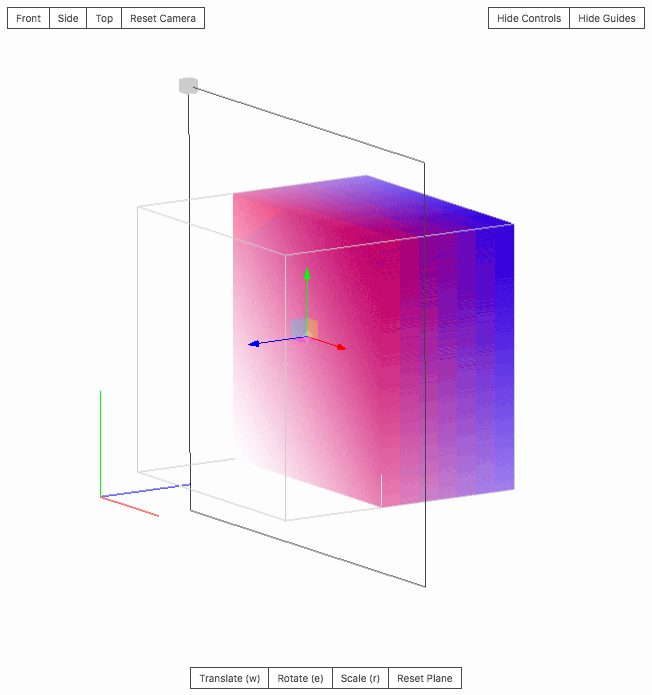 Front Side Top Reset Camera Hide Controls Hide Guides
Translate (w) Rotate (e) Scale (r) Reset Plane